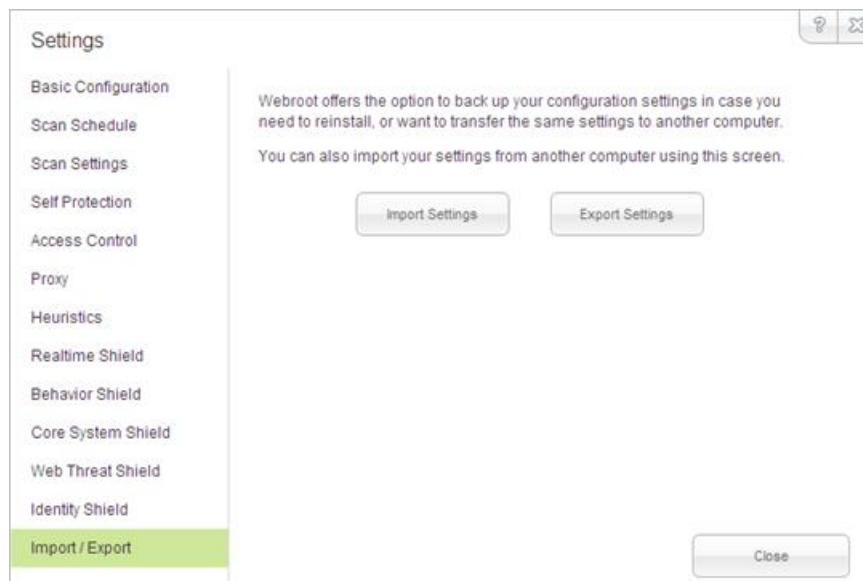 Settings
?
Basic Configuration
Scan Schedule
Scan Settings
Self Protection
Access Control
Proxy
Heuristics
Realtime Shield
Behavior Shield
Core System Shield
Web Threat Shield
Identity Shield
Import / Export
Webroot offers the option to back up your configuration settings in case you
need to reinstall, or want to transfer the same settings to another computer.
You can also import your settings from another computer using this screen.
Import Settings
Export Settings
Close